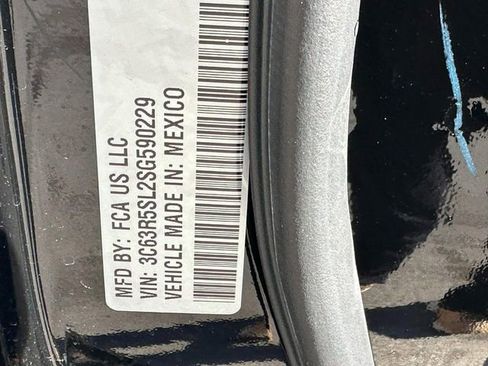 MFD BY: FCA US LLC
VIN: 3C63R5SL2SG590229
VEHICLE MADE IN: MEXICO